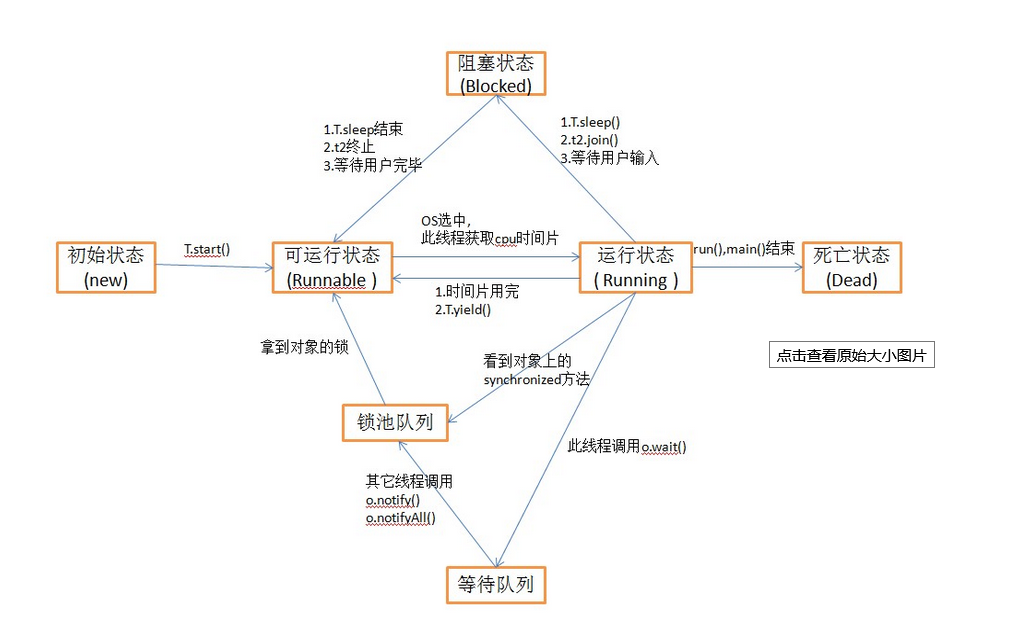 阻塞状态
(Blocked)
1.T.sleep结束
2.t2终止
3.等待用户完毕
1.T.sleep()
2.t2.join()
3.等待用户输入
初始状态
(new)
T.start()
可运行状态
(Runnable )
OS选中，
此线程获取cpu时间片
1.时间片用完
2.T.yield()
运行状态
( Running )
run(),main()结束
死亡状态
(Dead)
点击查看原始大小图片
拿到对象的锁
看到对象上的
synchronized方法
锁池队列
此线程调用o.wait()
其它线程调用
o.notify()
o.notifyAll()
等待队列